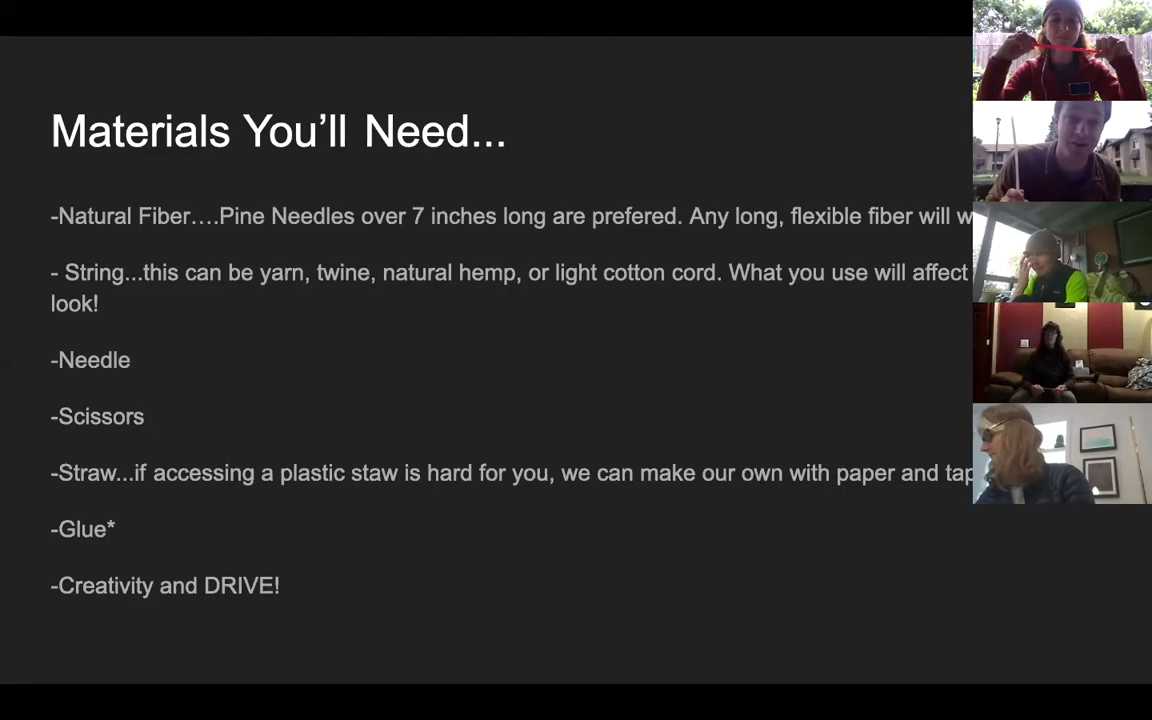 Materials You'll Need...
-Natural Fiber….Pine Needles over 7 inches long are prefered. Any long, flexible fiber will
- String...this can be yarn, twine, natural hemp, or light cotton cord. What you use will affect
look!
-Needle
-Scissors
-Straw...if accessing a plastic staw is hard for you, we can make our own with paper and
-Glue*
-Creativity and DRIVE!